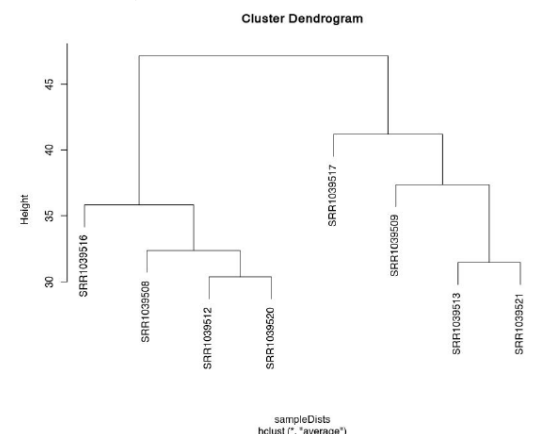 Cluster Dendrogram
Height
45
40
35
30
SRR1039516
SRR1039508
SRR1039512
SRR1039520
SRR1039517
SRR1039509
SRR1039513
SRR1039521
sampleDists
hclust (*, "average")